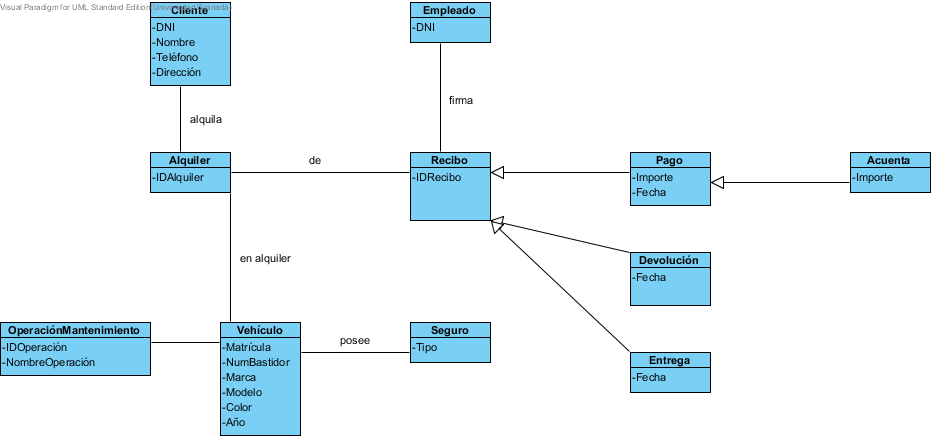 Visual Paradigm for UML Standard Edition(Universidad Granada)
Cliente
-DNI
-Nombre
-Teléfono
-Dirección
Empleado
-DNI
alquila
firma
Alquiler
-IDAlquiler
de
Recibo
-IDRecibo
Pago
-Importe
-Fecha
Acuenta
-Importe
en alquiler
Devolución
-Fecha
OperaciónMantenimiento
-IDOperación
-NombreOperación
Vehículo
-Matrícula
-NumBastidor
-Marca
-Modelo
-Color
-Año
posee
Seguro
-Tipo
Entrega
-Fecha